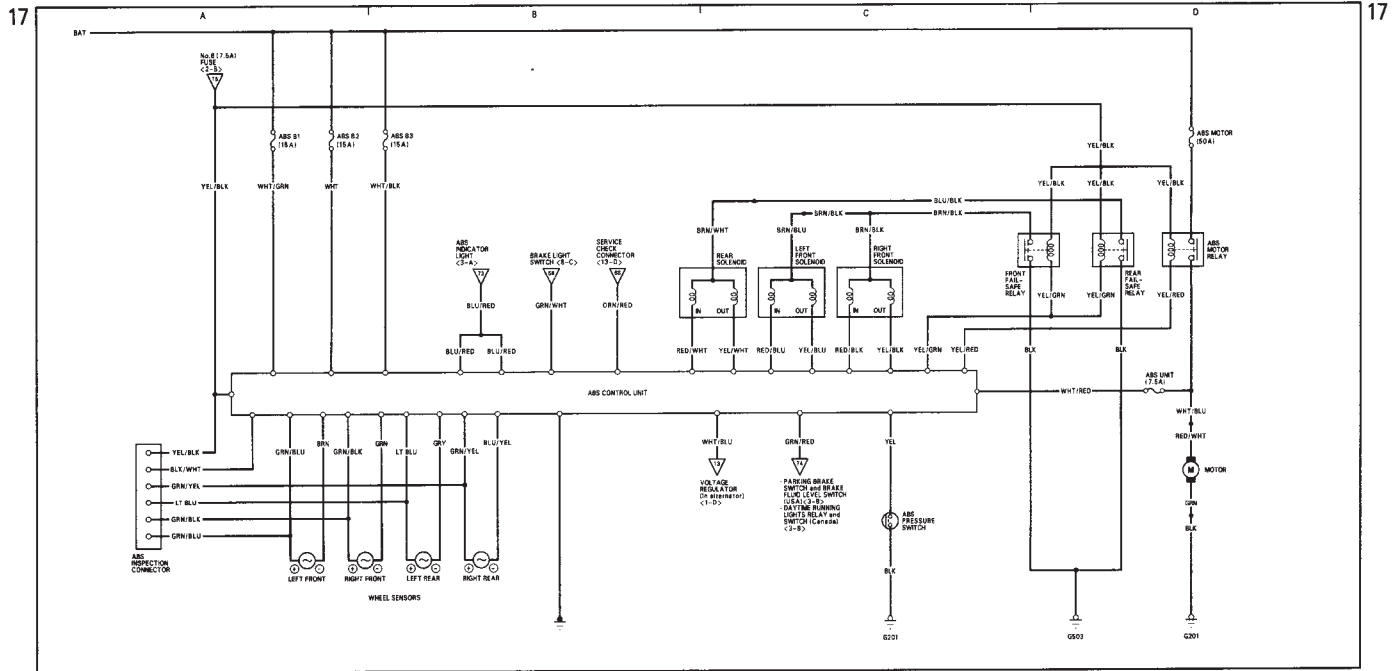 17
17
A
B
C
D
BAT
No.8 (7.5A)
FUSE
<2-B>
75
ABS B1
(15A)
ABS B2
(15A)
ABS B3
(15A)
ABS MOTOR
(50A)
YEL/BLK
YEL/BLK
WHT/GRN
WHT
WHT/BLK
YEL/BLK
YEL/BLK
YEL/BLK
BLU/BLK
BRN/BLK
BRN/BLK
BRN/WHT
BRN/BLU
BRN/BLK
ABS
INDICATOR
LIGHT
<3-A>
73
BRAKE LIGHT
SWITCH <8-C>
SERVICE
CHECK
CONNECTOR
<13-D>
REAR
SOLENOID
LEFT
FRONT
SOLENOID
RIGHT
FRONT
SOLENOID
FRONT
FAIL-
SAFE
RELAY
REAR
FAIL-
SAFE
RELAY
ABS
MOTOR
RELAY
IN
OUT
IN
OUT
IN
OUT
BLU/RED
GRN/WHT
ORN/RED
YEL/GRN
YEL/GRN
YEL/RED
BLU/RED
BLU/RED
RED/WHT
YEL/WHT
RED/BLU
YEL/BLU
RED/BLK
YEL/BLK
YEL/GRN
YEL/RED
BLK
BLK
ABS CONTROL UNIT
WHT/RED
ABS UNIT
(7.5A)
WHT/BLU
RED/WHT
M
MOTOR
GRN
BLK
GRN/BLU
BRN
GRN/BLK
GRN
LT BLU
GRY
GRN/YEL
BLU/YEL
WHT/BLU
GRN/RED
YEL
YEL/BLK
BLK/WHT
GRN/YEL
LT BLU
GRN/BLK
GRN/BLU
ABS
INSPECTION
CONNECTOR
13
VOLTAGE
REGULATOR
(in alternator)
<1-D>
74
- PARKING BRAKE
SWITCH and BRAKE
FLUID LEVEL SWITCH
(USA)<3-B>
- DAYTIME RUNNING
LIGHTS RELAY and
SWITCH (Canada)
<3-B>
ABS
PRESSURE
SWITCH
BLK
+
-
+
-
+
-
+
-
LEFT FRONT
RIGHT FRONT
LEFT REAR
RIGHT REAR
WHEEL SENSORS
G201
G503
G201